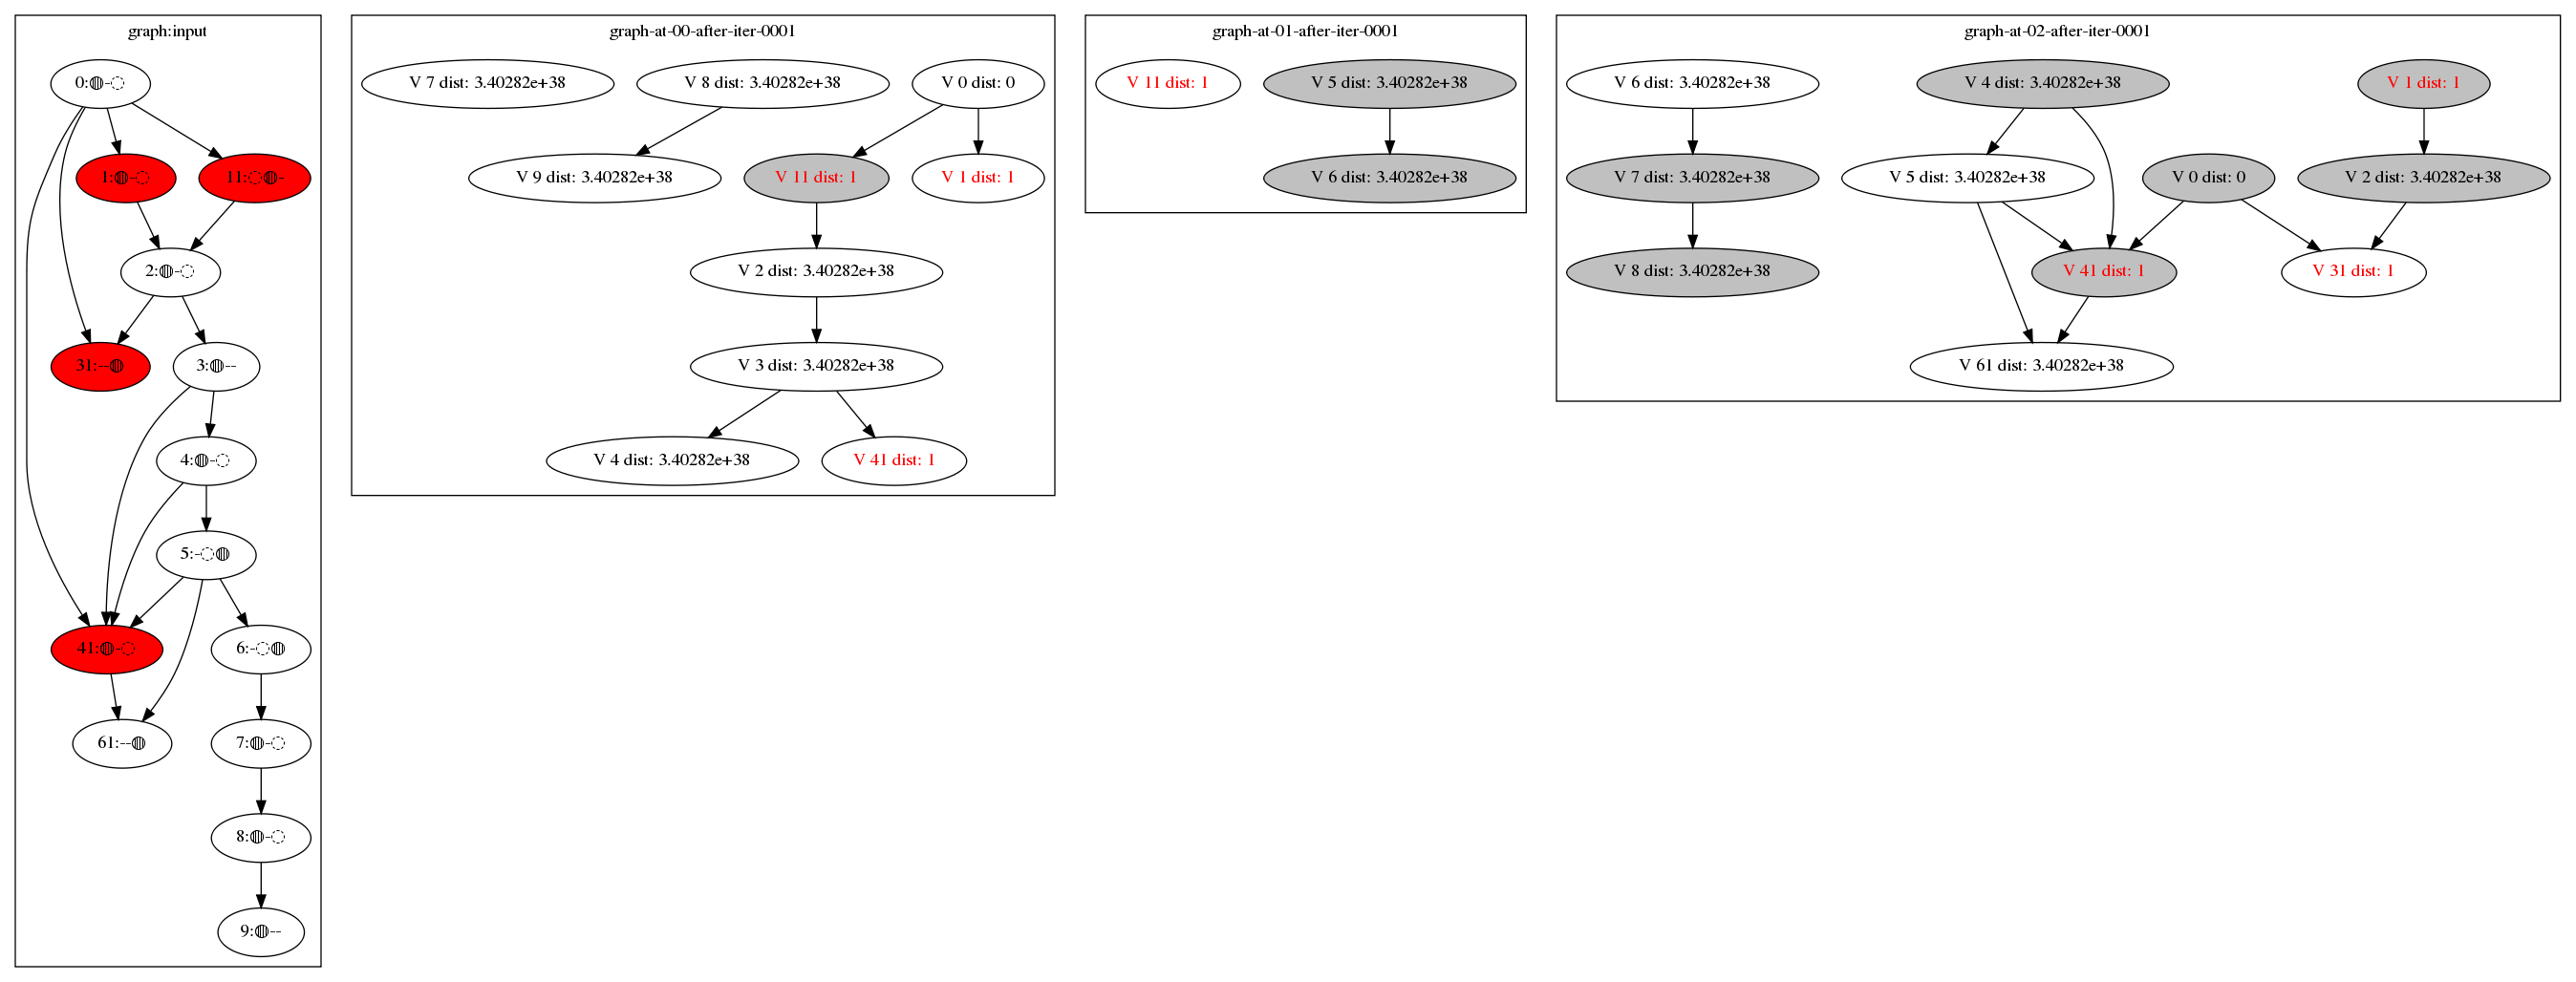 graph:input
0:◍-◌
1:◍-◌
11:◌◍-
2:◍-◌
31:--◍
3:◍--
4:◍-◌
5:-◌◍
41:◍-◌
6:-◌◍
61:--◍
7:◍-◌
8:◍-◌
9:◍--
graph-at-00-after-iter-0001
V 7 dist: 3.40282e+38
V 8 dist: 3.40282e+38
V 0 dist: 0
V 9 dist: 3.40282e+38
V 11 dist: 1
V 1 dist: 1
V 2 dist: 3.40282e+38
V 3 dist: 3.40282e+38
V 4 dist: 3.40282e+38
V 41 dist: 1
graph-at-01-after-iter-0001
V 11 dist: 1
V 5 dist: 3.40282e+38
V 6 dist: 3.40282e+38
graph-at-02-after-iter-0001
V 6 dist: 3.40282e+38
V 4 dist: 3.40282e+38
V 1 dist: 1
V 7 dist: 3.40282e+38
V 5 dist: 3.40282e+38
V 0 dist: 0
V 2 dist: 3.40282e+38
V 8 dist: 3.40282e+38
V 41 dist: 1
V 31 dist: 1
V 61 dist: 3.40282e+38